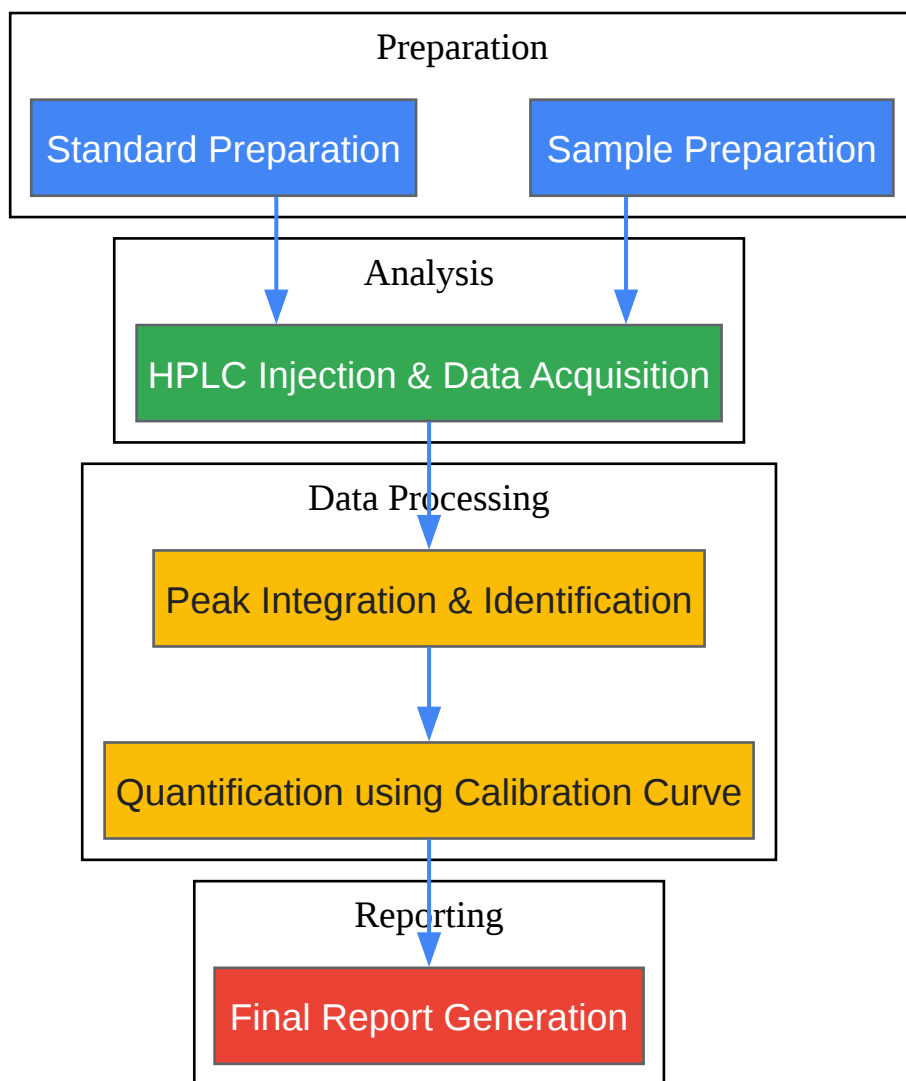 Preparation
Standard Preparation
Sample Preparation
Analysis
HPLC Injection & Data Acquisition
Data Processing
Peak Integration & Identification
Quantification using Calibration Curve
Reporting
Final Report Generation